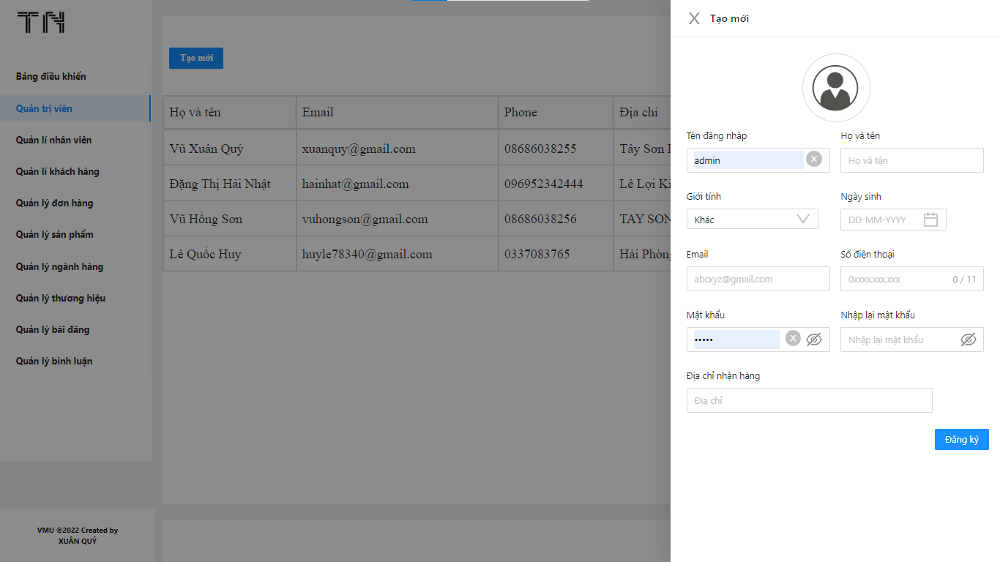 TN
Bảng điều khiển
Quản trị viên
Quản lí nhân viên
Quản lí khách hàng
Quản lý đơn hàng
Quản lý sản phẩm
Quản lý ngành hàng
Quản lý thương hiệu
Quản lý bài đăng
Quản lý bình luận
VMU ©2022 Created by
XUÂN QUÝ
Tạo mới
Họ và tên Email Phone Địa chỉ
Vũ Xuân Quý xuanquy@gmail.com 08686038255 Tây Sơn
Đặng Thị Hải Nhật hainhat@gmail.com 096952342444 Lê Lợi
Vũ Hồng Sơn vuhongson@gmail.com 08686038256 TAY SON
Lê Quốc Huy huyle78340@gmail.com 0337083765 Hải Phòng
X Tạo mới
Tên đăng nhập Họ và tên
admin Họ và tên
Giới tính Ngày sinh
Khác DD-MM-YYYY
Email Số điện thoại
abcxyz@gmail.com 0xxxx.xxx.xxx 0 / 11
Mật khẩu Nhập lại mật khẩu
••••• Nhập lại mật khẩu
Địa chỉ nhận hàng
Địa chỉ
Đăng ký